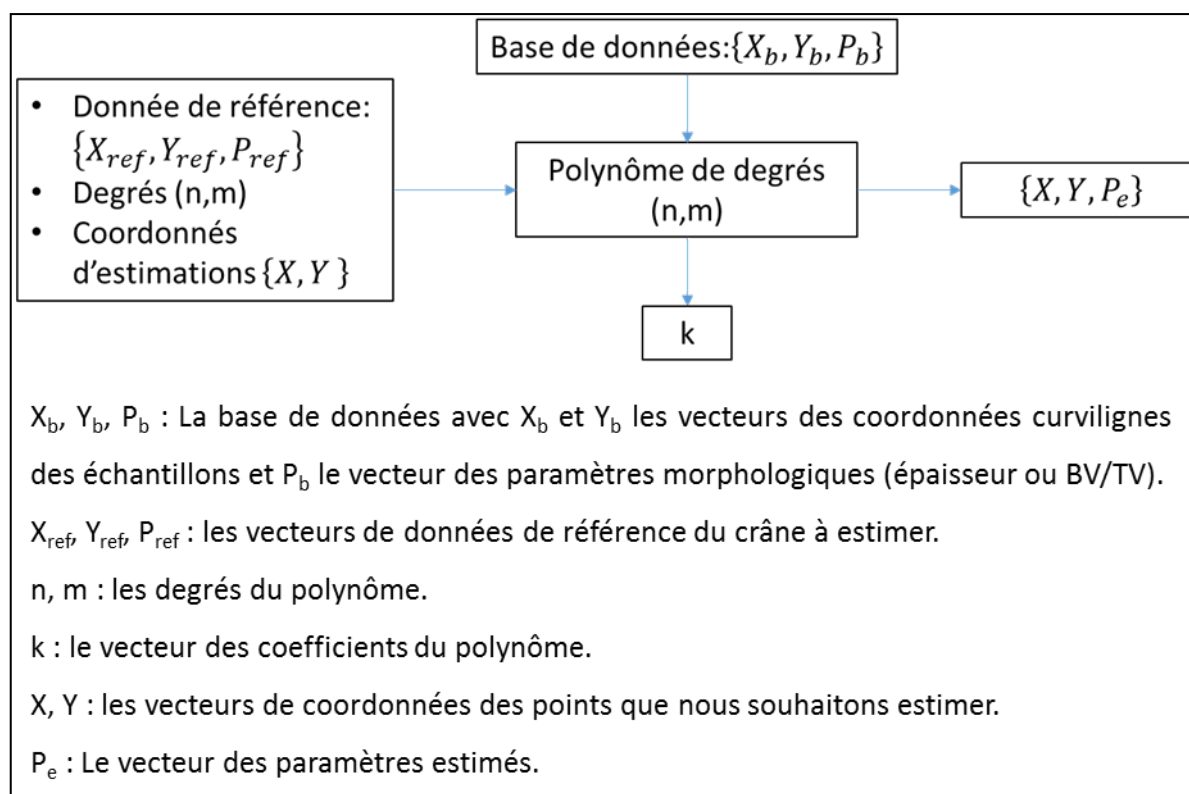 Base de données:{X_b, Y_b, P_b}
• Donnée de référence:
{X_ref, Y_ref, P_ref}
• Degrés (n,m)
• Coordonnés
d'estimations {X, Y }
Polynôme de degrés
(n,m)
{X, Y, P_e}
k
X_b, Y_b, P_b : La base de données avec X_b et Y_b les vecteurs des coordonnées curvilignes
des échantillons et P_b le vecteur des paramètres morphologiques (épaisseur ou BV/TV).
X_ref, Y_ref, P_ref : les vecteurs de données de référence du crâne à estimer.
n, m : les degrés du polynôme.
k : le vecteur des coefficients du polynôme.
X, Y : les vecteurs de coordonnées des points que nous souhaitons estimer.
P_e : Le vecteur des paramètres estimés.